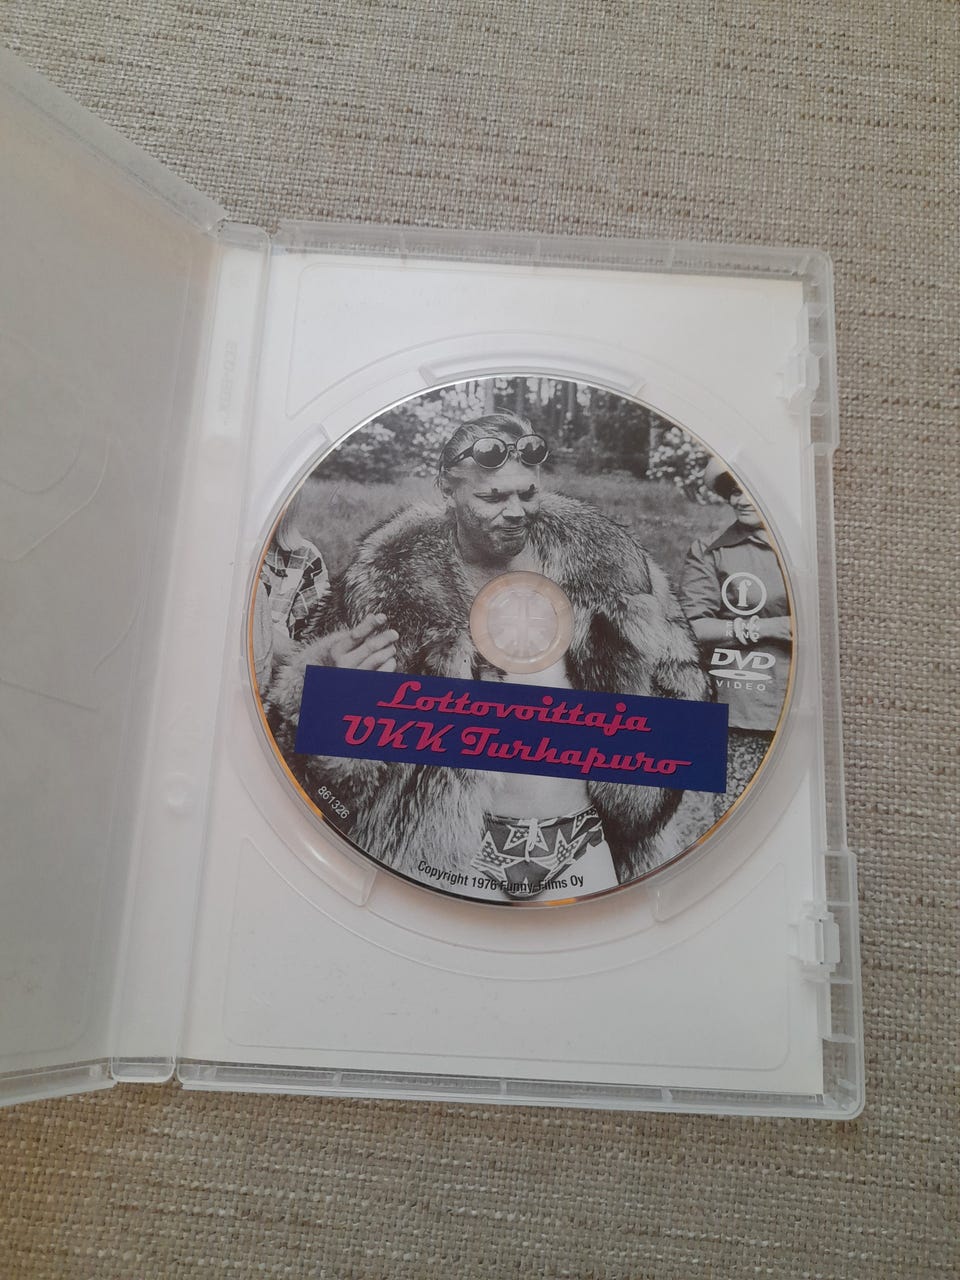 f
DVD
VIDEO
Lottovoittaja
UKK Turhapuro
861326
Copyright 1976 Funny-Films Oy